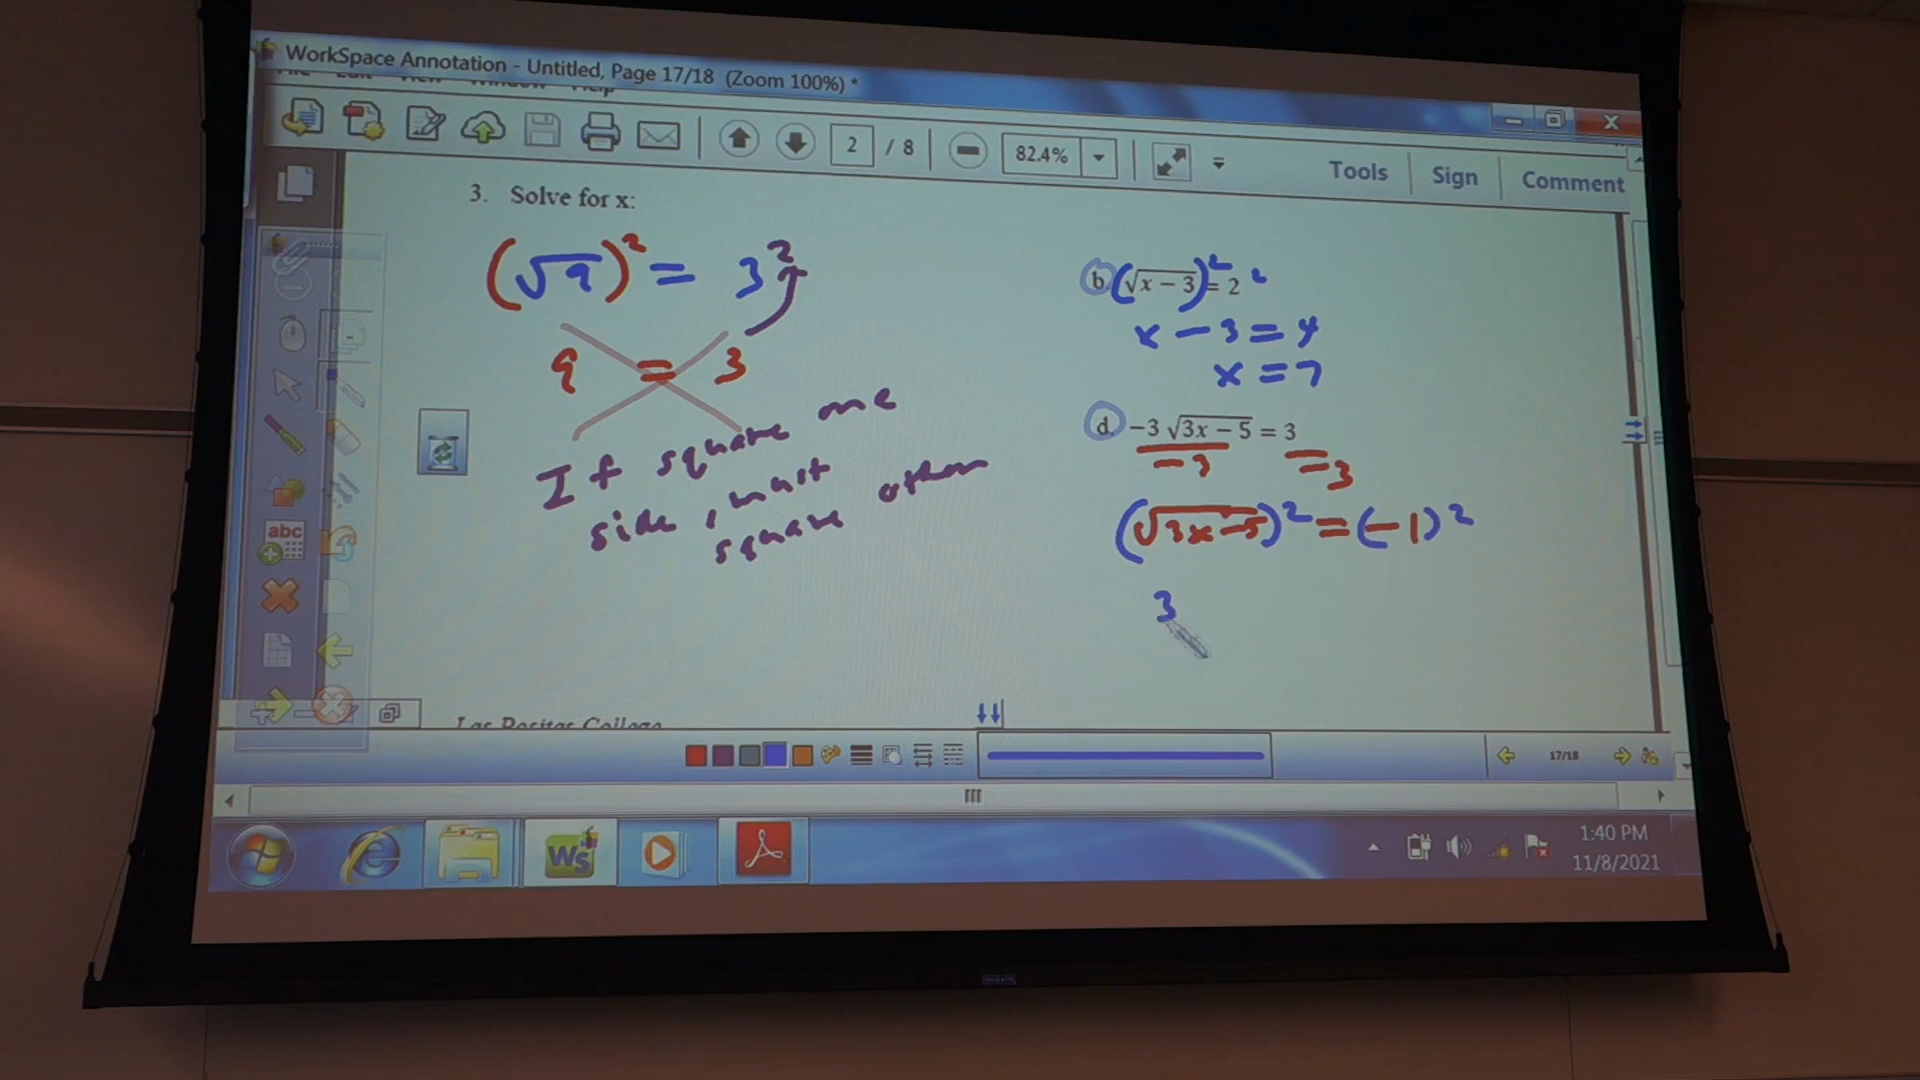 WorkSpace Annotation - Untitled, Page 17/18 (Zoom 100%) *
2 / 8
82.4%
Tools
Sign
Comment
3. Solve for x:
(√9)² = 3²
9 = 3
If square one
side, must
square other
b. (√x − 3)² = 2²
x − 3 = 4
x = 7
d. −3 √3x − 5 = 3
−3 −3
(√3x−5)² = (−1)²
3
abc
Las Positas College
17/18
WS
1:40 PM
11/8/2021